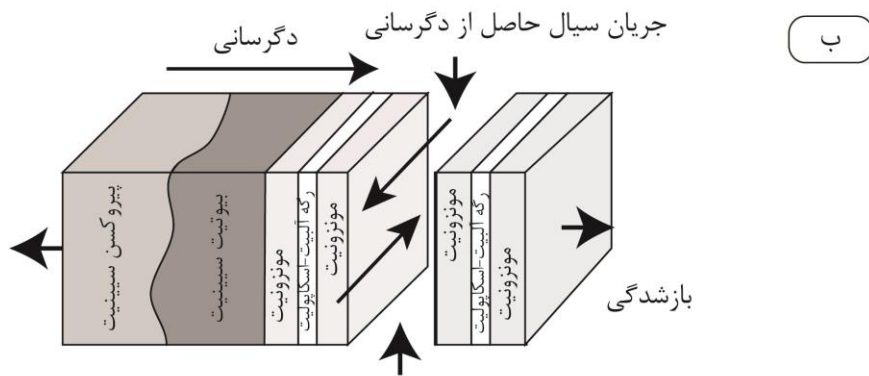 ب
جریان سیال حاصل از دگرسانی
دگرسانی
پیروکسن سیینیت
بیوتیت سیینیت
مونزونیت
رگه آلبیت-اسکاپولیت
مونزونیت
مونزونیت
رگه آلبیت-اسکاپولیت
مونزونیت
بازشدگی